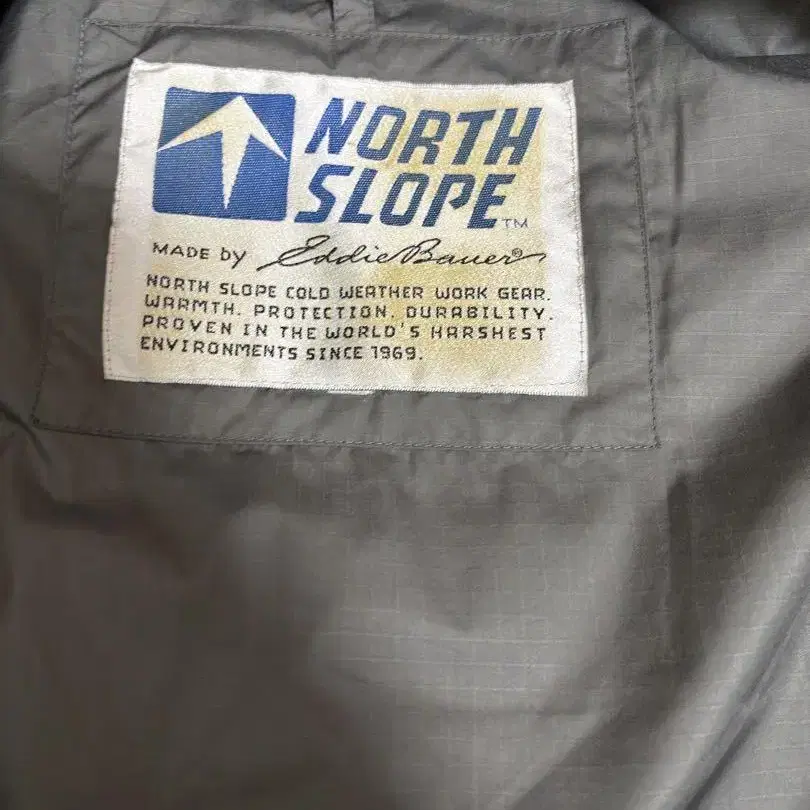 NORTH
SLOPE™
MADE by Eddie Bauer®
NORTH SLOPE COLD WEATHER WORK GEAR.
WARMTH. PROTECTION. DURABILITY.
PROVEN IN THE WORLD'S HARSHEST
ENVIRONMENTS SINCE 1969.